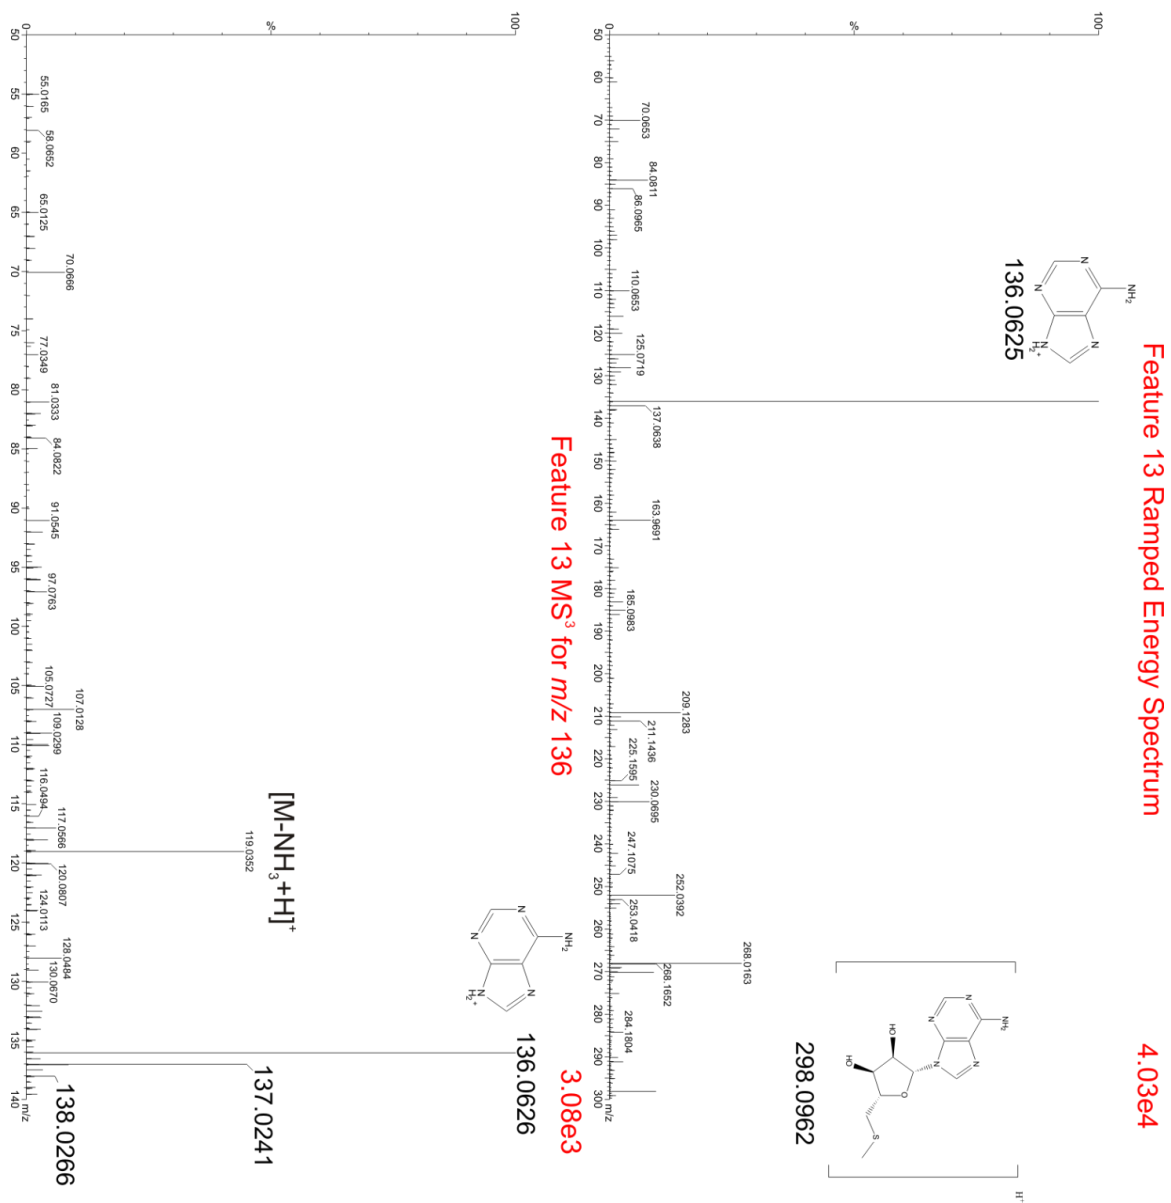 Feature 13 Ramped Energy Spectrum
4.03e4
100
%
0
NH₂
N
N
N
N
H₂⁺
136.0625
70.0653
84.0811
86.0965
110.0653
125.0719
137.0638
163.9691
185.0983
209.1283
211.1436
225.1595
230.0695
247.1075
252.0392
253.0418
268.0163
268.1652
284.1804
298.0962
NH₂
N
N
N
N
HO
HO
O
S
H⁺
50 60 70 80 90 100 110 120 130 140 150 160 170 180 190 200 210 220 230 240 250 260 270 280 290 300 m/z
Feature 13 MS³ for m/z 136
3.08e3
100
%
0
55.0165
58.0652
65.0125
70.0666
77.0349
81.0333
84.0822
91.0545
97.0763
105.0727
107.0128
109.0299
116.0494
117.0566
119.0352
[M-NH₃+H]⁺
120.0807
124.0113
128.0484
130.0670
NH₂
N
N
N
N
H₂⁺
136.0626
137.0241
138.0266
50 55 60 65 70 75 80 85 90 95 100 105 110 115 120 125 130 135 140 m/z